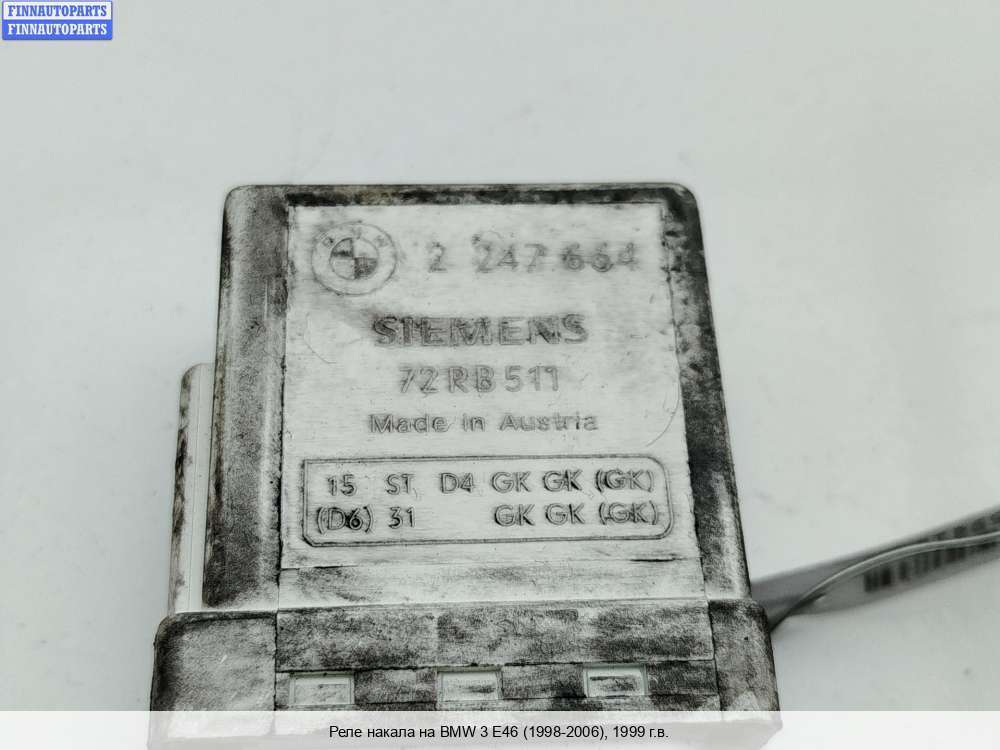 FINNAUTOPARTS
FINNAUTOPARTS
2 247 664
SIEMENS
72RB511
Made in Austria
15 ST D4 GK GK (GK)
(D6) 31 GK GK (GK)
Реле накала на BMW 3 E46 (1998-2006), 1999 г.в.